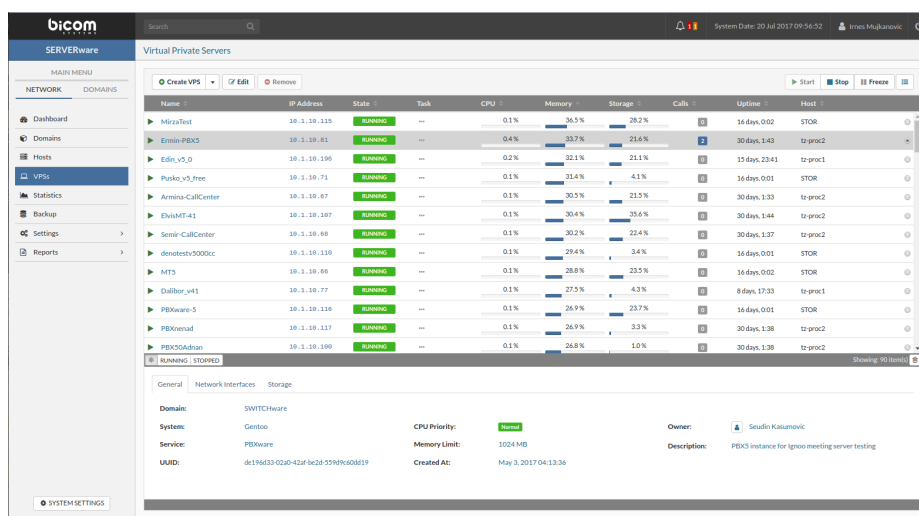 bicom
SYSTEMS
Search
1 1
System Date: 20 Jul 2017 09:56:52
Irnes Mujkanovic
SERVERware
Virtual Private Servers
MAIN MENU
NETWORK DOMAINS
Dashboard
Domains
Hosts
VPSs
Statistics
Backup
Settings
Reports
SYSTEM SETTINGS
Create VPS Edit Remove Start Stop Freeze
Name IP Address State Task CPU Memory Storage Calls Uptime Host
MirzaTest 10.1.10.115 RUNNING --- 0.1% 36.5% 28.2% 0 16 days, 0:02 STOR
Ermin-PBX5 10.1.10.81 RUNNING --- 0.4% 33.7% 21.6% 2 30 days, 1:43 tz-proc2
Edin_v5_0 10.1.10.196 RUNNING --- 0.2% 32.1% 21.1% 0 15 days, 23:41 tz-proc1
Pusko_v5_free 10.1.10.71 RUNNING --- 0.1% 31.4% 4.1% 0 16 days, 0:01 STOR
Armina-CallCenter 10.1.10.67 RUNNING --- 0.1% 30.5% 21.5% 0 30 days, 1:33 tz-proc2
ElvisMT-41 10.1.10.107 RUNNING --- 0.1% 30.4% 35.6% 0 30 days, 1:44 tz-proc2
Semir-CallCenter 10.1.10.68 RUNNING --- 0.1% 30.2% 22.4% 0 30 days, 1:37 tz-proc2
denotestv5000cc 10.1.10.110 RUNNING --- 0.1% 29.4% 3.4% 0 16 days, 0:01 STOR
MT5 10.1.10.66 RUNNING --- 0.1% 28.8% 23.5% 0 16 days, 0:02 STOR
Dalibor_v41 10.1.10.77 RUNNING --- 0.1% 27.5% 4.3% 0 8 days, 17:33 tz-proc1
PBXware-5 10.1.10.116 RUNNING --- 0.1% 26.9% 23.7% 0 16 days, 0:01 STOR
PBXnenad 10.1.10.117 RUNNING --- 0.1% 26.9% 3.3% 0 30 days, 1:38 tz-proc2
PBX50Adnan 10.1.10.100 RUNNING --- 0.1% 26.8% 1.0% 0 30 days, 1:38 tz-proc2
RUNNING STOPPED Showing: 90 item(s)
General Network Interfaces Storage
Domain: SWITCHware
System: Gentoo CPU Priority: Normal Owner: Seudin Kasumovic
Service: PBXware Memory Limit: 1024 MB Description: PBX5 instance for Ignoo meeting server testing
UUID: de196d33-02a0-42af-be2d-559d9c60dd19 Created At: May 3, 2017 04:13:36